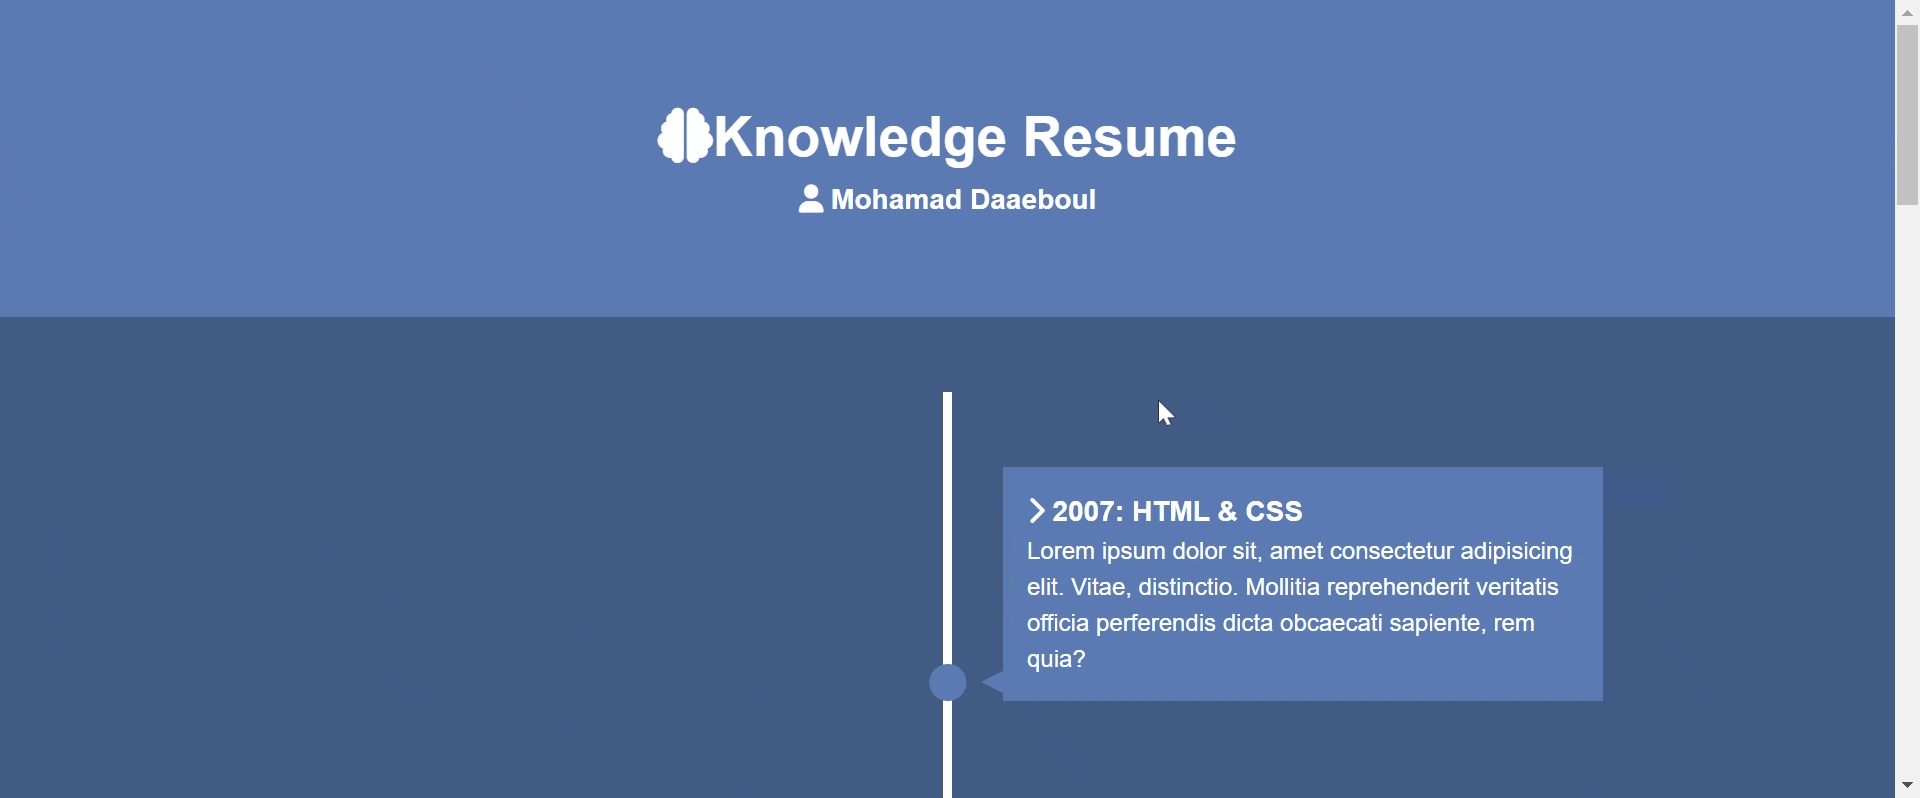 Knowledge Resume
Mohamad Daaeboul
2007: HTML & CSS
Lorem ipsum dolor sit, amet consectetur adipisicing
elit. Vitae, distinctio. Mollitia reprehenderit veritatis
officia perferendis dicta obcaecati sapiente, rem
quia?